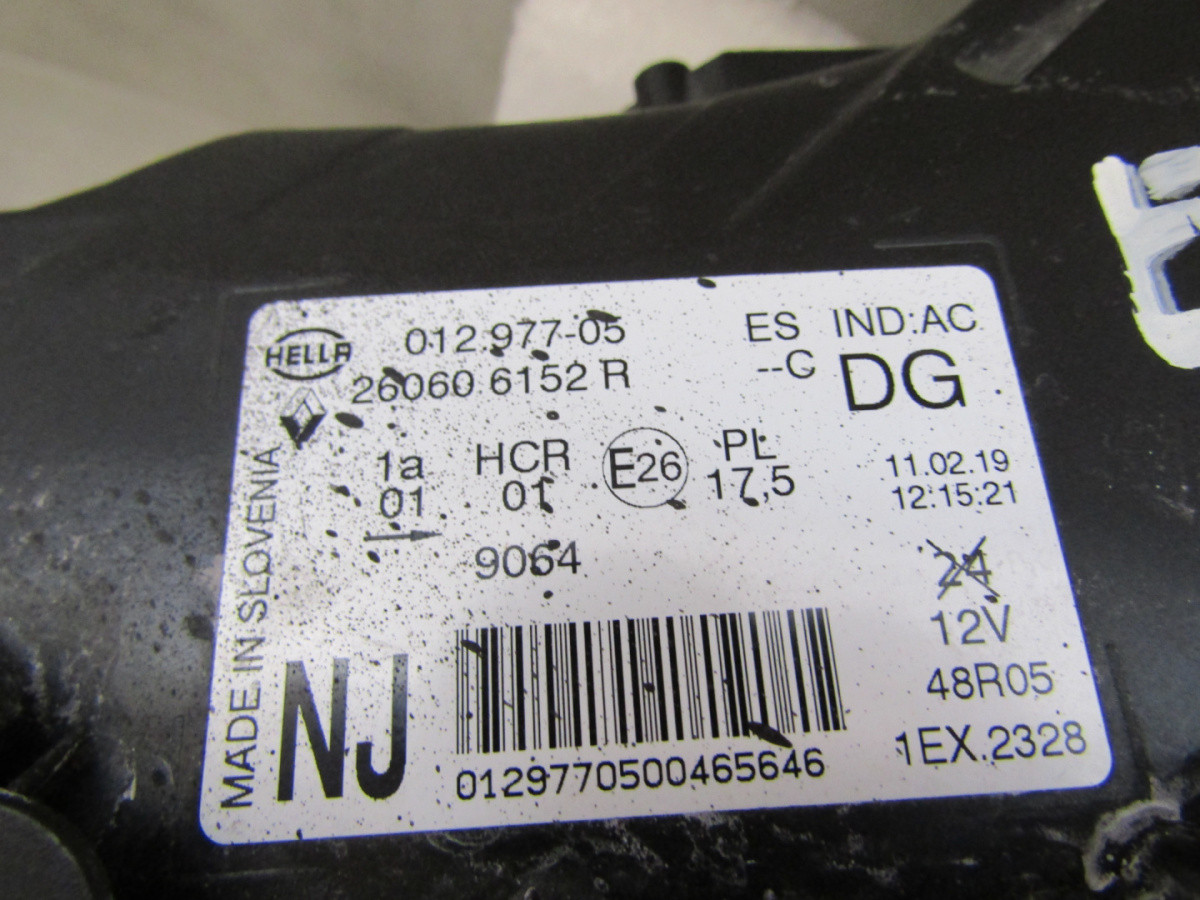 HELLA
012.977-05
ES
IND:AC
26060 6152 R
--C
DG
1a
01
HCR
01
E26
PL
17,5
11.02.19
12:15:21
9064
24
12V
48R05
1EX.2328
NJ
0129770500465646
MADE IN SLOVENIA